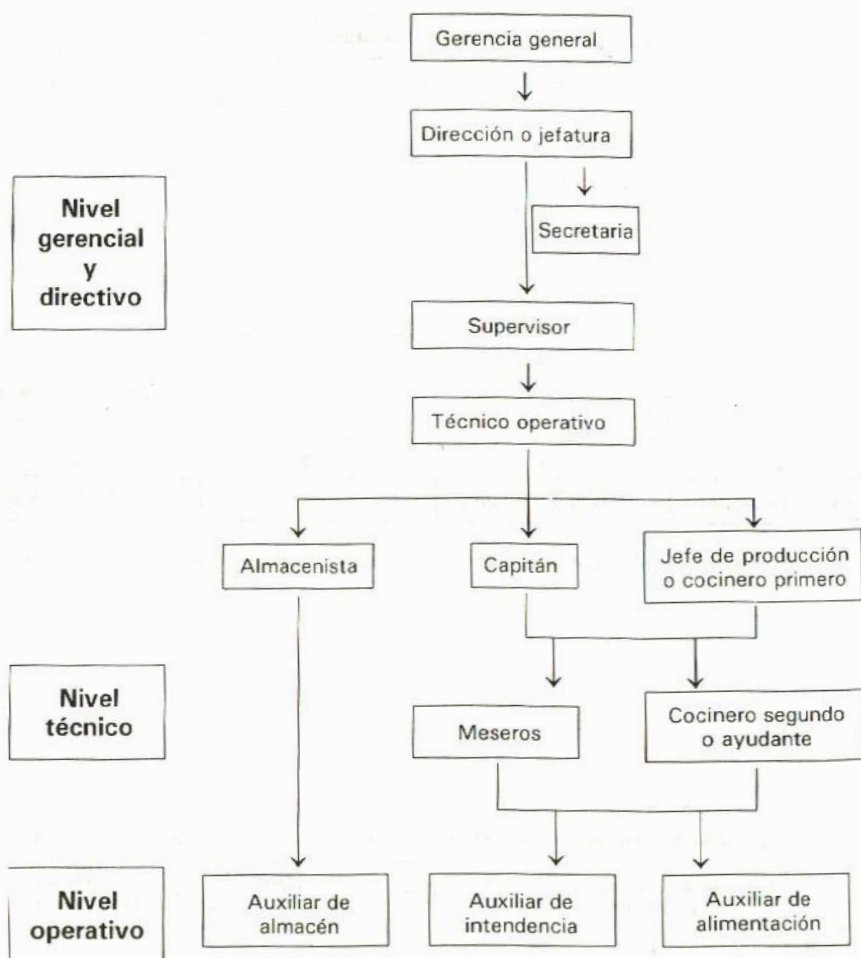 Gerencia general
Dirección o jefatura
Nivel
gerencial
y
directivo
Secretaria
Supervisor
Técnico operativo
Almacenista
Capitán
Jefe de producción
o cocinero primero
Nivel
técnico
Meseros
Cocinero segundo
o ayudante
Nivel
operativo
Auxiliar de
almacén
Auxiliar de
intendencia
Auxiliar de
alimentación